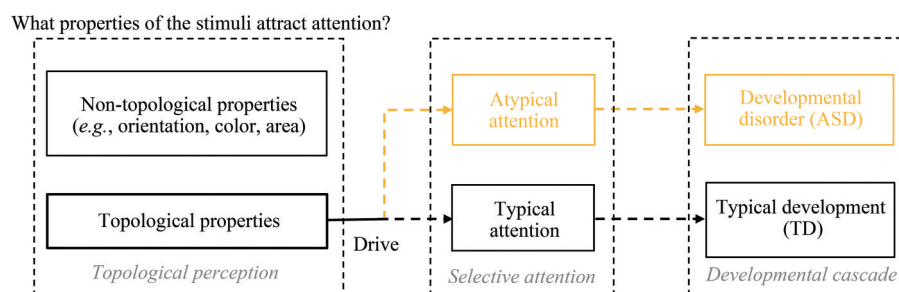 What properties of the stimuli attract attention?
Non-topological properties
(e.g., orientation, color, area)
Atypical
attention
Developmental
disorder (ASD)
Topological properties
Drive
Typical
attention
Typical development
(TD)
Topological perception
Selective attention
Developmental cascade